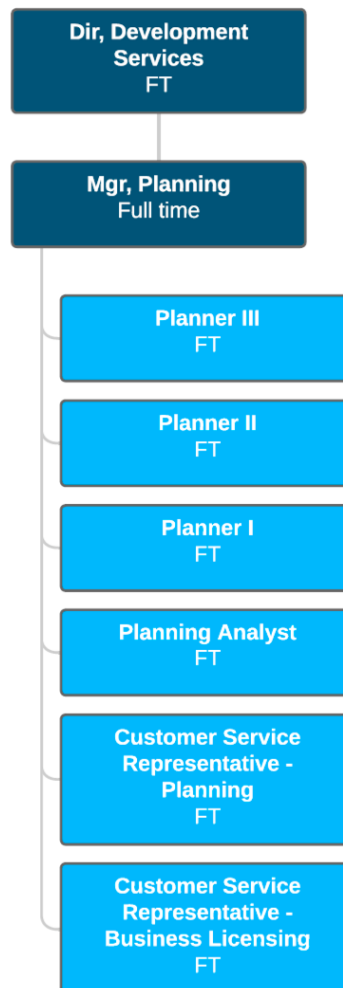 Dir, Development
Services
FT
Mgr, Planning
Full time
Planner III
FT
Planner II
FT
Planner I
FT
Planning Analyst
FT
Customer Service
Representative -
Planning
FT
Customer Service
Representative -
Business Licensing
FT